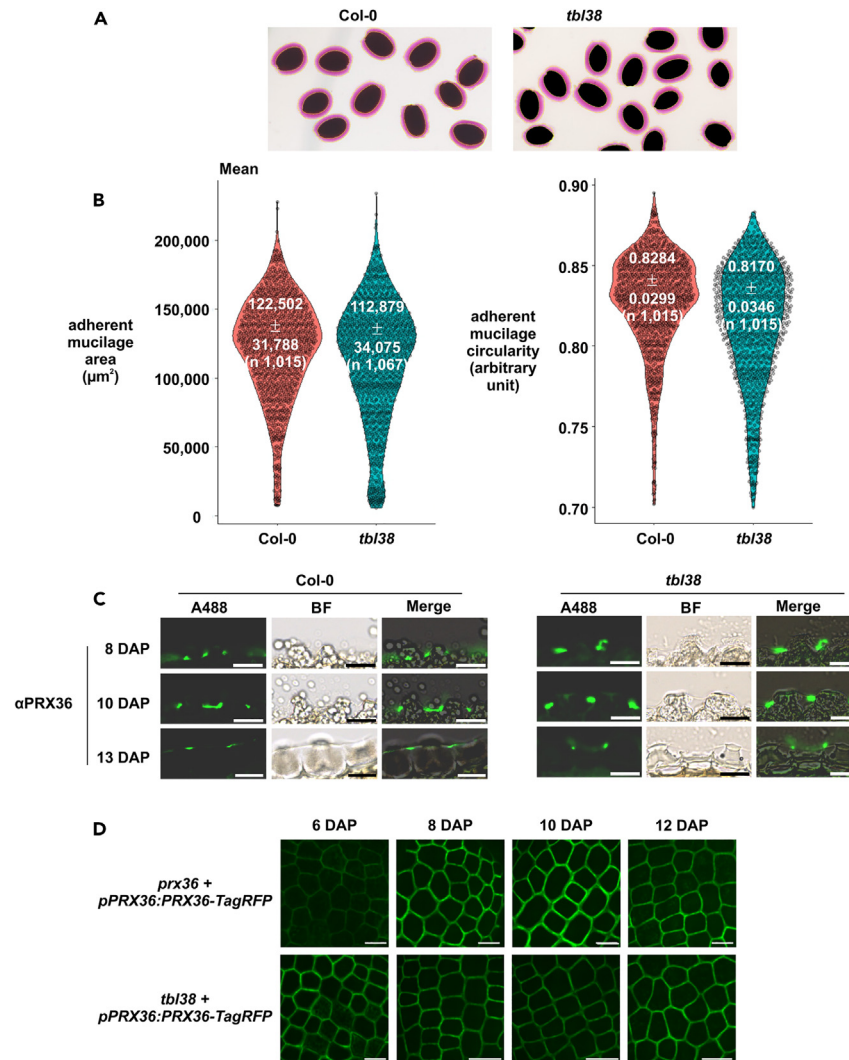 A
Col-0
tbl38
B
Mean
200,000
150,000
100,000
50,000
0
adherent
mucilage
area
(µm²)
122,502
+
31,788
(n 1,015)
112,879
+
34,075
(n 1,067)
Col-0
tbl38
0.90
0.85
0.80
0.75
0.70
adherent
mucilage
circularity
(arbitrary
unit)
0.8284
+
0.0299
(n 1,015)
0.8170
+
0.0346
(n 1,015)
Col-0
tbl38
C
Col-0
tbl38
A488 BF Merge
A488 BF Merge
αPRX36
8 DAP
10 DAP
13 DAP
D
6 DAP 8 DAP 10 DAP 12 DAP
prx36 +
pPRX36:PRX36-TagRFP
tbl38 +
pPRX36:PRX36-TagRFP